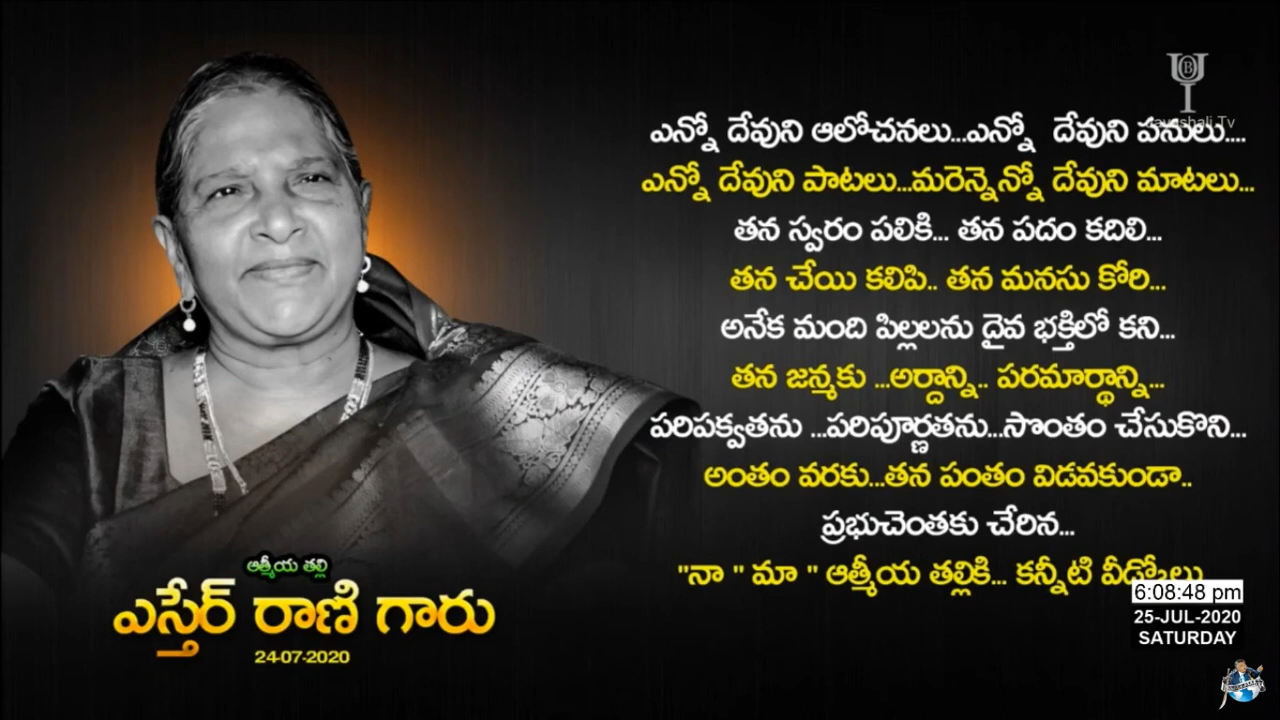 ఎన్నో దేవుని ఆలోచనలు...ఎన్నో దేవుని పనులు....
ఎన్నో దేవుని పాటలు...మరెన్నెన్నో దేవుని మాటలు...
తన స్వరం పలికి... తన పదం కదిలి...
తన చేయి కలిపి.. తన మనసు కోరి...
అనేక మంది పిల్లలను దైవ భక్తిలో కని...
తన జన్మకు ...అర్దాన్ని.. పరమార్థాన్ని...
పరిపక్వతను ...పరిపూర్ణతను...సొంతం చేసుకొని...
అంతం వరకు...తన పంతం విడవకుండా..
ప్రభుచెంతకు చేరిన...
"నా " మా " ఆత్మీయ తల్లికి... కన్నీటి వీడ్కోలు
ఆత్మీయ తల్లి
ఎస్తేర్ రాణి గారు
24-07-2020
6:08:48 pm
25-JUL-2020
SATURDAY